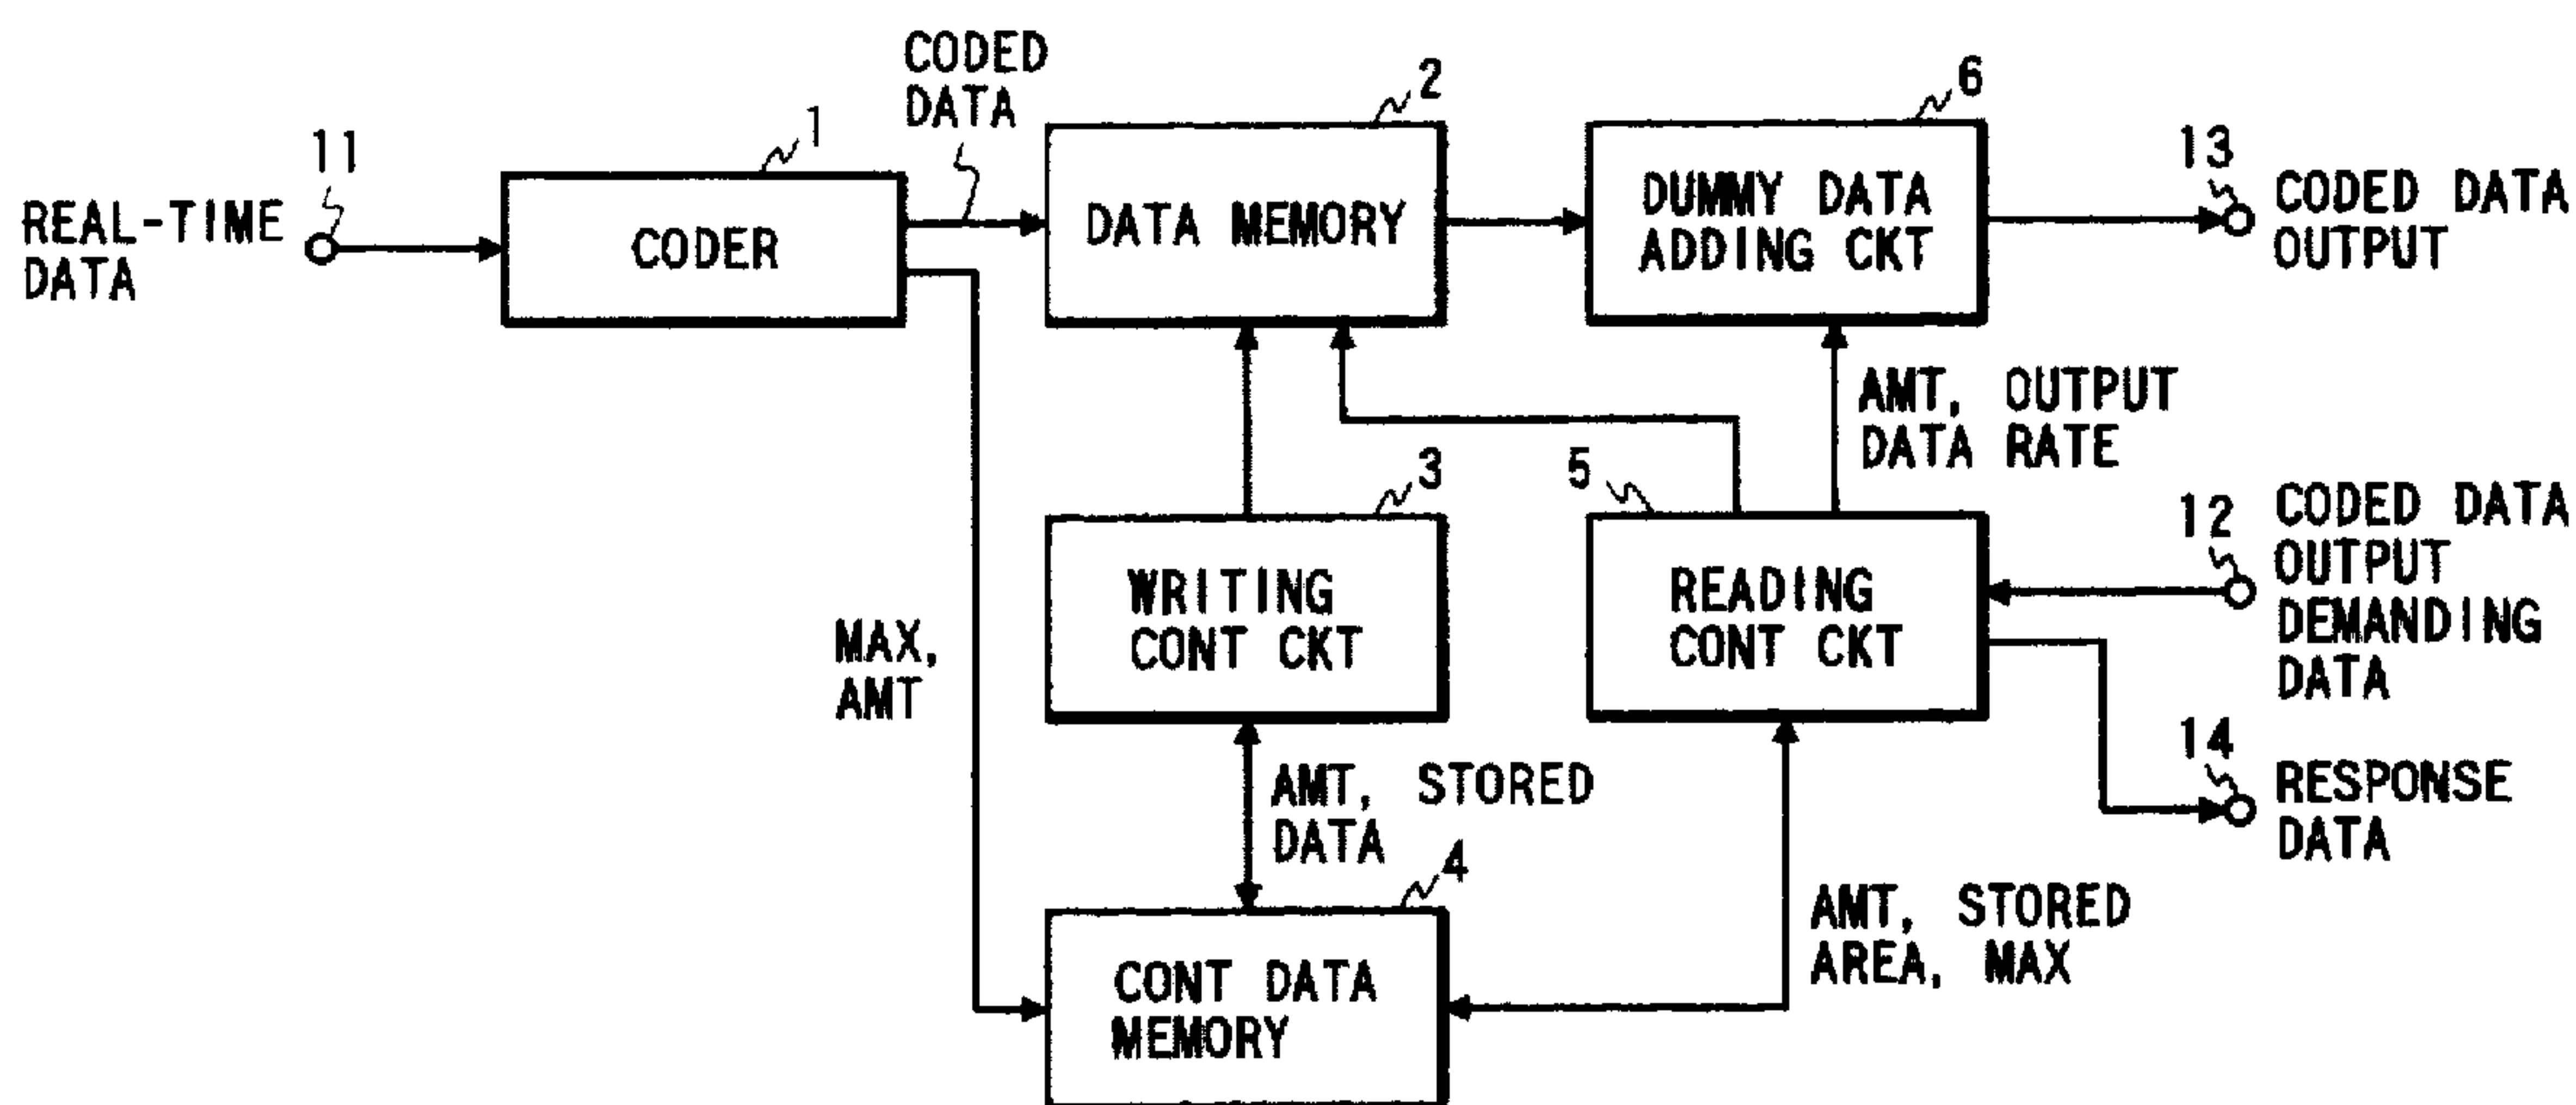 CODED
DATA
2
6
1
11
13
REAL-TIME
DATA
CODER
DATA MEMORY
DUMMY DATA
ADDING CKT
CODED DATA
OUTPUT
AMT, OUTPUT
DATA RATE
3
5
12
CODED DATA
OUTPUT
DEMANDING
DATA
WRITING
CONT CKT
READING
CONT CKT
MAX,
AMT
14
RESPONSE
DATA
AMT, STORED
DATA
4
AMT, STORED
AREA, MAX
CONT DATA
MEMORY